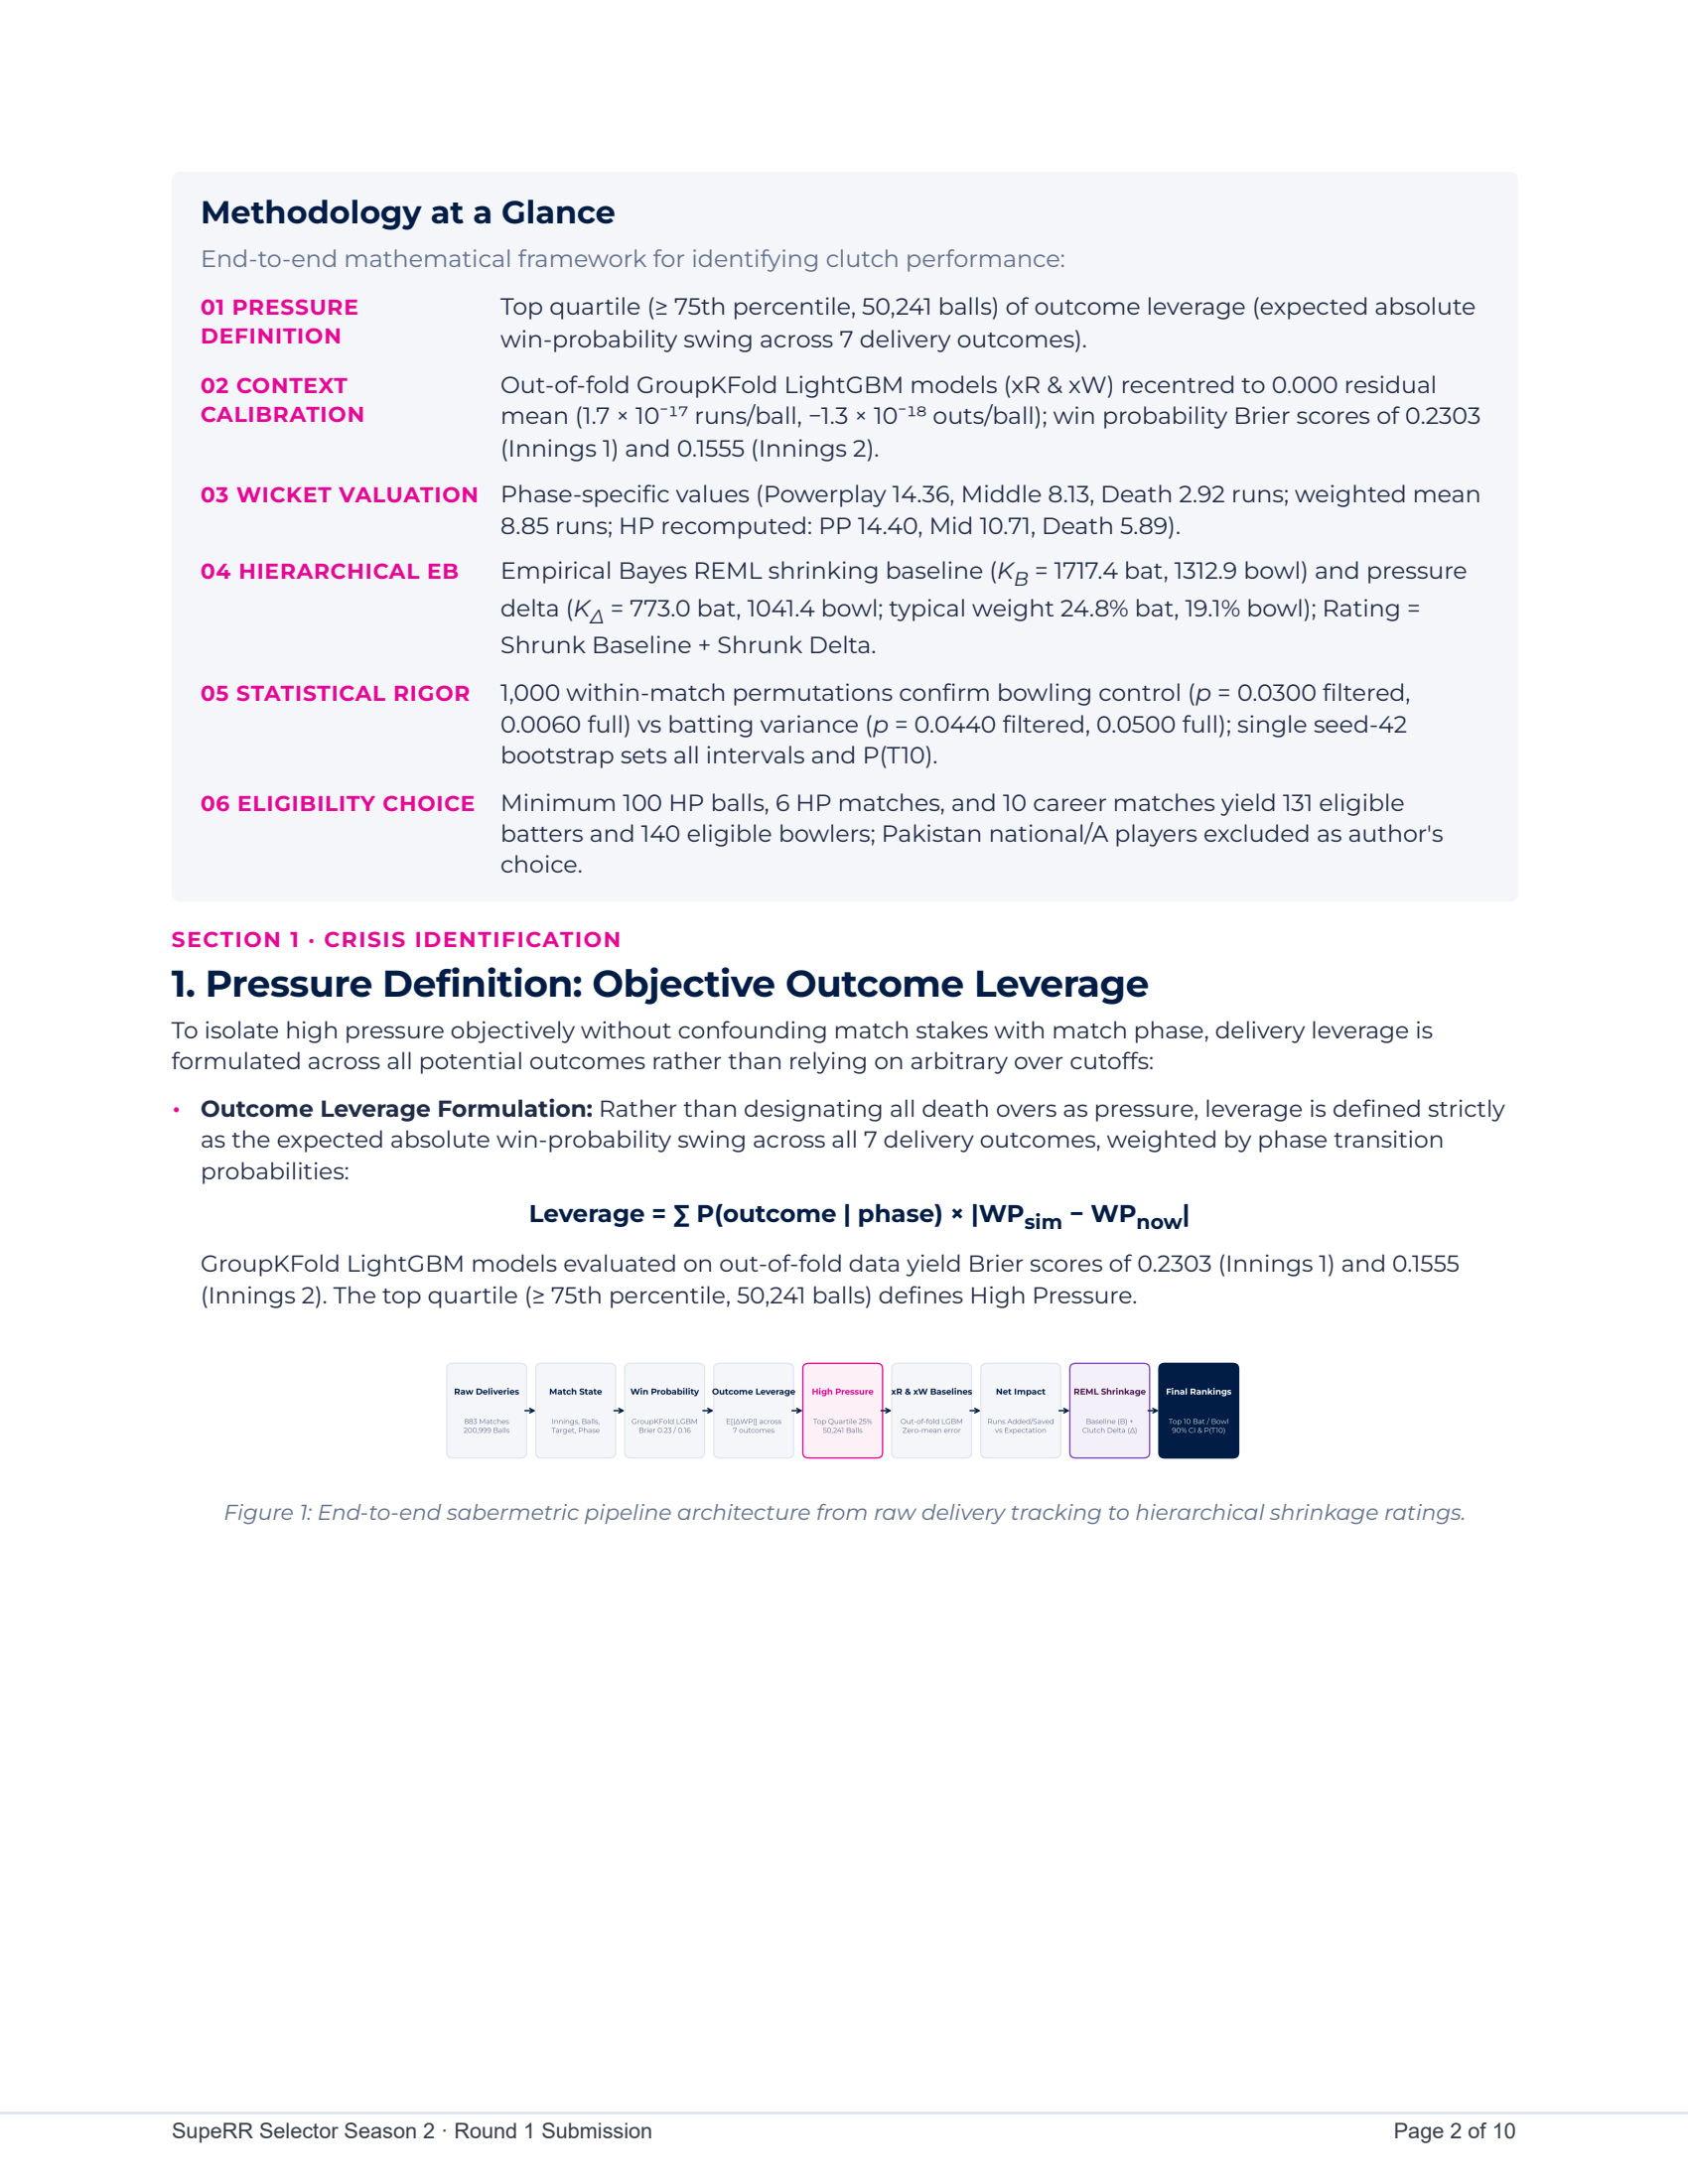 Methodology at a Glance
End-to-end mathematical framework for identifying clutch performance:
01 PRESSURE
DEFINITION
Top quartile (≥ 75th percentile, 50,241 balls) of outcome leverage (expected absolute
win-probability swing across 7 delivery outcomes).
02 CONTEXT
CALIBRATION
Out-of-fold GroupKFold LightGBM models (xR & xW) recentred to 0.000 residual
mean (1.7 × 10⁻¹⁷ runs/ball, −1.3 × 10⁻¹⁸ outs/ball); win probability Brier scores of 0.2303
(Innings 1) and 0.1555 (Innings 2).
03 WICKET VALUATION
Phase-specific values (Powerplay 14.36, Middle 8.13, Death 2.92 runs; weighted mean
8.85 runs; HP recomputed: PP 14.40, Mid 10.71, Death 5.89).
04 HIERARCHICAL EB
Empirical Bayes REML shrinking baseline (K_B = 1717.4 bat, 1312.9 bowl) and pressure
delta (K_Δ = 773.0 bat, 1041.4 bowl; typical weight 24.8% bat, 19.1% bowl); Rating =
Shrunk Baseline + Shrunk Delta.
05 STATISTICAL RIGOR
1,000 within-match permutations confirm bowling control (p = 0.0300 filtered,
0.0060 full) vs batting variance (p = 0.0440 filtered, 0.0500 full); single seed-42
bootstrap sets all intervals and P(T10).
06 ELIGIBILITY CHOICE
Minimum 100 HP balls, 6 HP matches, and 10 career matches yield 131 eligible
batters and 140 eligible bowlers; Pakistan national/A players excluded as author's
choice.
SECTION 1 · CRISIS IDENTIFICATION
1. Pressure Definition: Objective Outcome Leverage
To isolate high pressure objectively without confounding match stakes with match phase, delivery leverage is
formulated across all potential outcomes rather than relying on arbitrary over cutoffs:
• Outcome Leverage Formulation: Rather than designating all death overs as pressure, leverage is defined strictly
as the expected absolute win-probability swing across all 7 delivery outcomes, weighted by phase transition
probabilities:
Leverage = ∑ P(outcome | phase) × |WP_sim − WP_now|
GroupKFold LightGBM models evaluated on out-of-fold data yield Brier scores of 0.2303 (Innings 1) and 0.1555
(Innings 2). The top quartile (≥ 75th percentile, 50,241 balls) defines High Pressure.
Raw Deliveries
883 Matches
200,999 Balls
Match State
Innings, Balls,
Target, Phase
Win Probability
GroupKFold LGBM
Brier 0.23 / 0.16
Outcome Leverage
E[|ΔWP|] across
7 outcomes
High Pressure
Top Quartile 25%
50,241 Balls
xR & xW Baselines
Out-of-fold LGBM
Zero-mean error
Net Impact
Runs Added/Saved
vs Expectation
REML Shrinkage
Baseline (B) +
Clutch Delta (Δ)
Final Rankings
Top 10 Bat / Bowl
90% CI & P(T10)
Figure 1: End-to-end sabermetric pipeline architecture from raw delivery tracking to hierarchical shrinkage ratings.
SupeRR Selector Season 2 · Round 1 Submission
Page 2 of 10